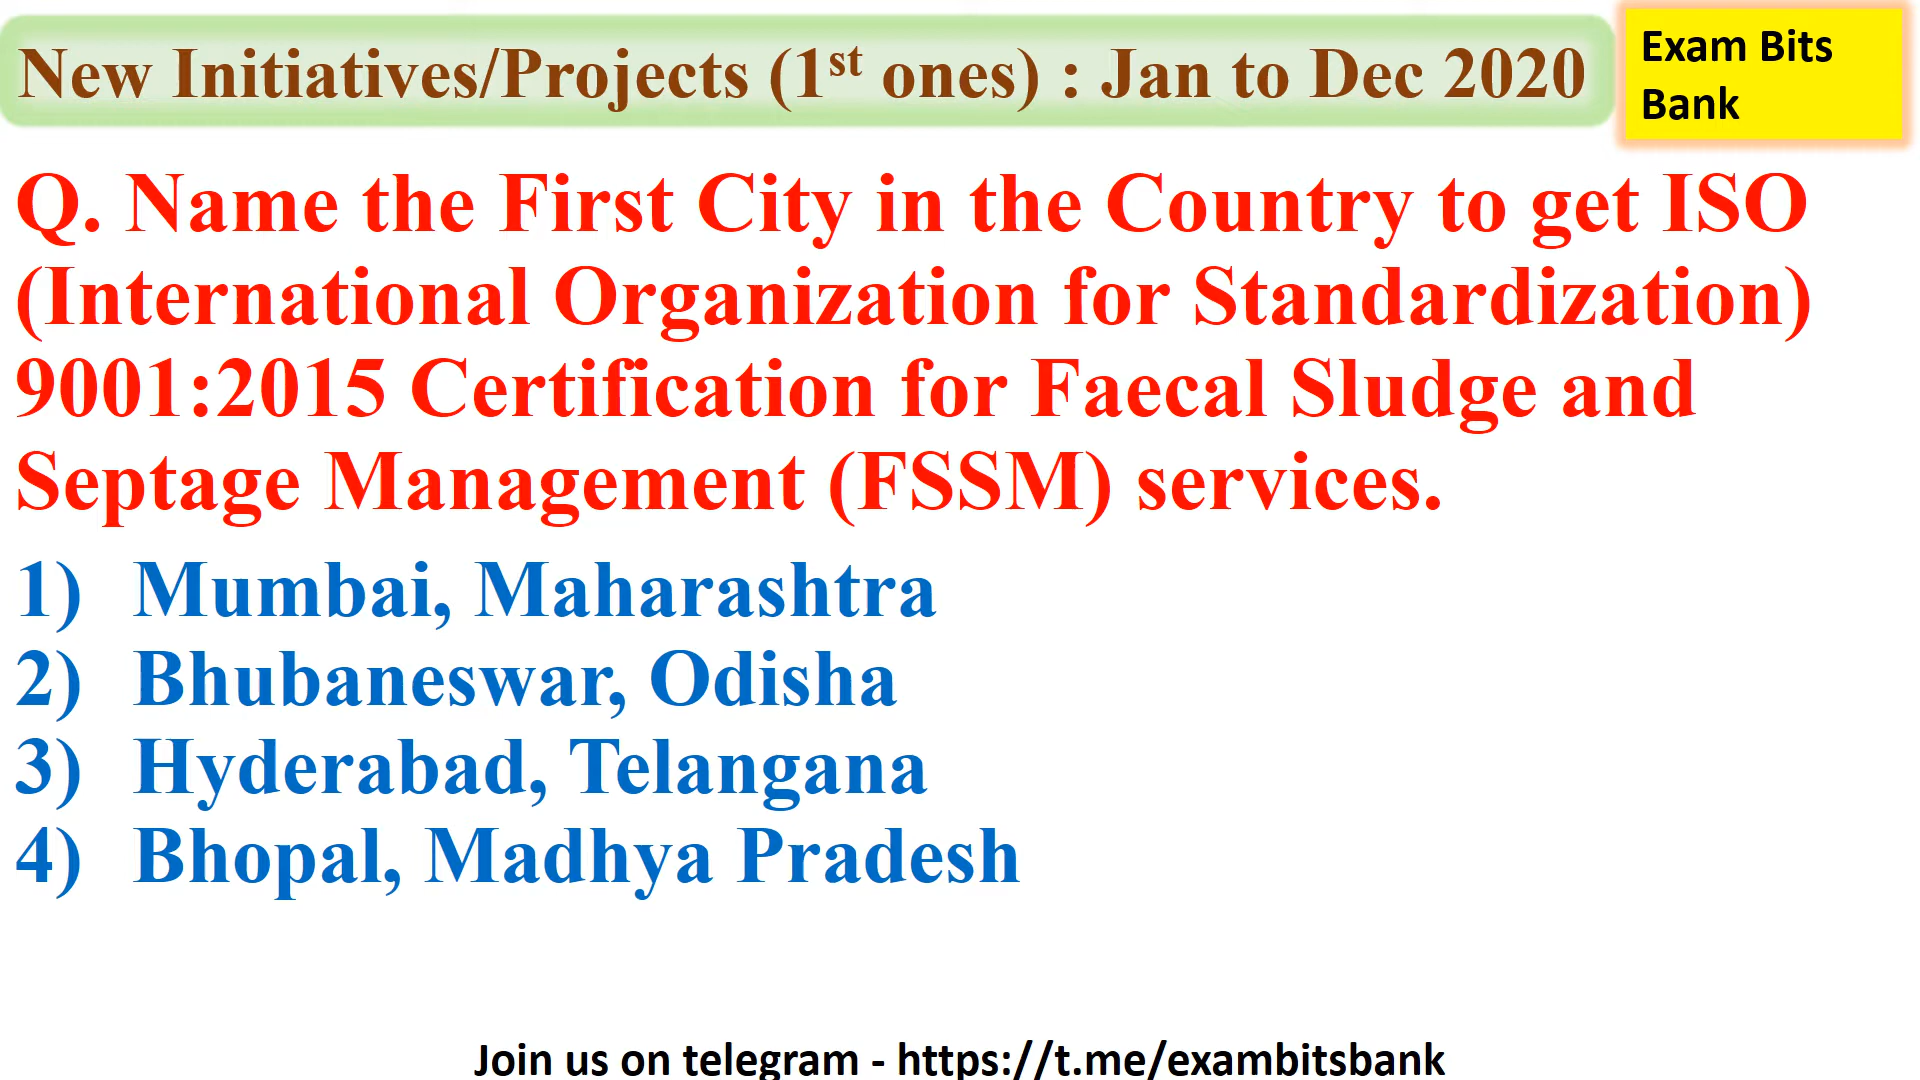 New Initiatives/Projects (1st ones) : Jan to Dec 2020
Exam Bits
Bank
Q. Name the First City in the Country to get ISO
(International Organization for Standardization)
9001:2015 Certification for Faecal Sludge and
Septage Management (FSSM) services.
1) Mumbai, Maharashtra
2) Bhubaneswar, Odisha
3) Hyderabad, Telangana
4) Bhopal, Madhya Pradesh
Join us on telegram - https://t.me/exambitsbank